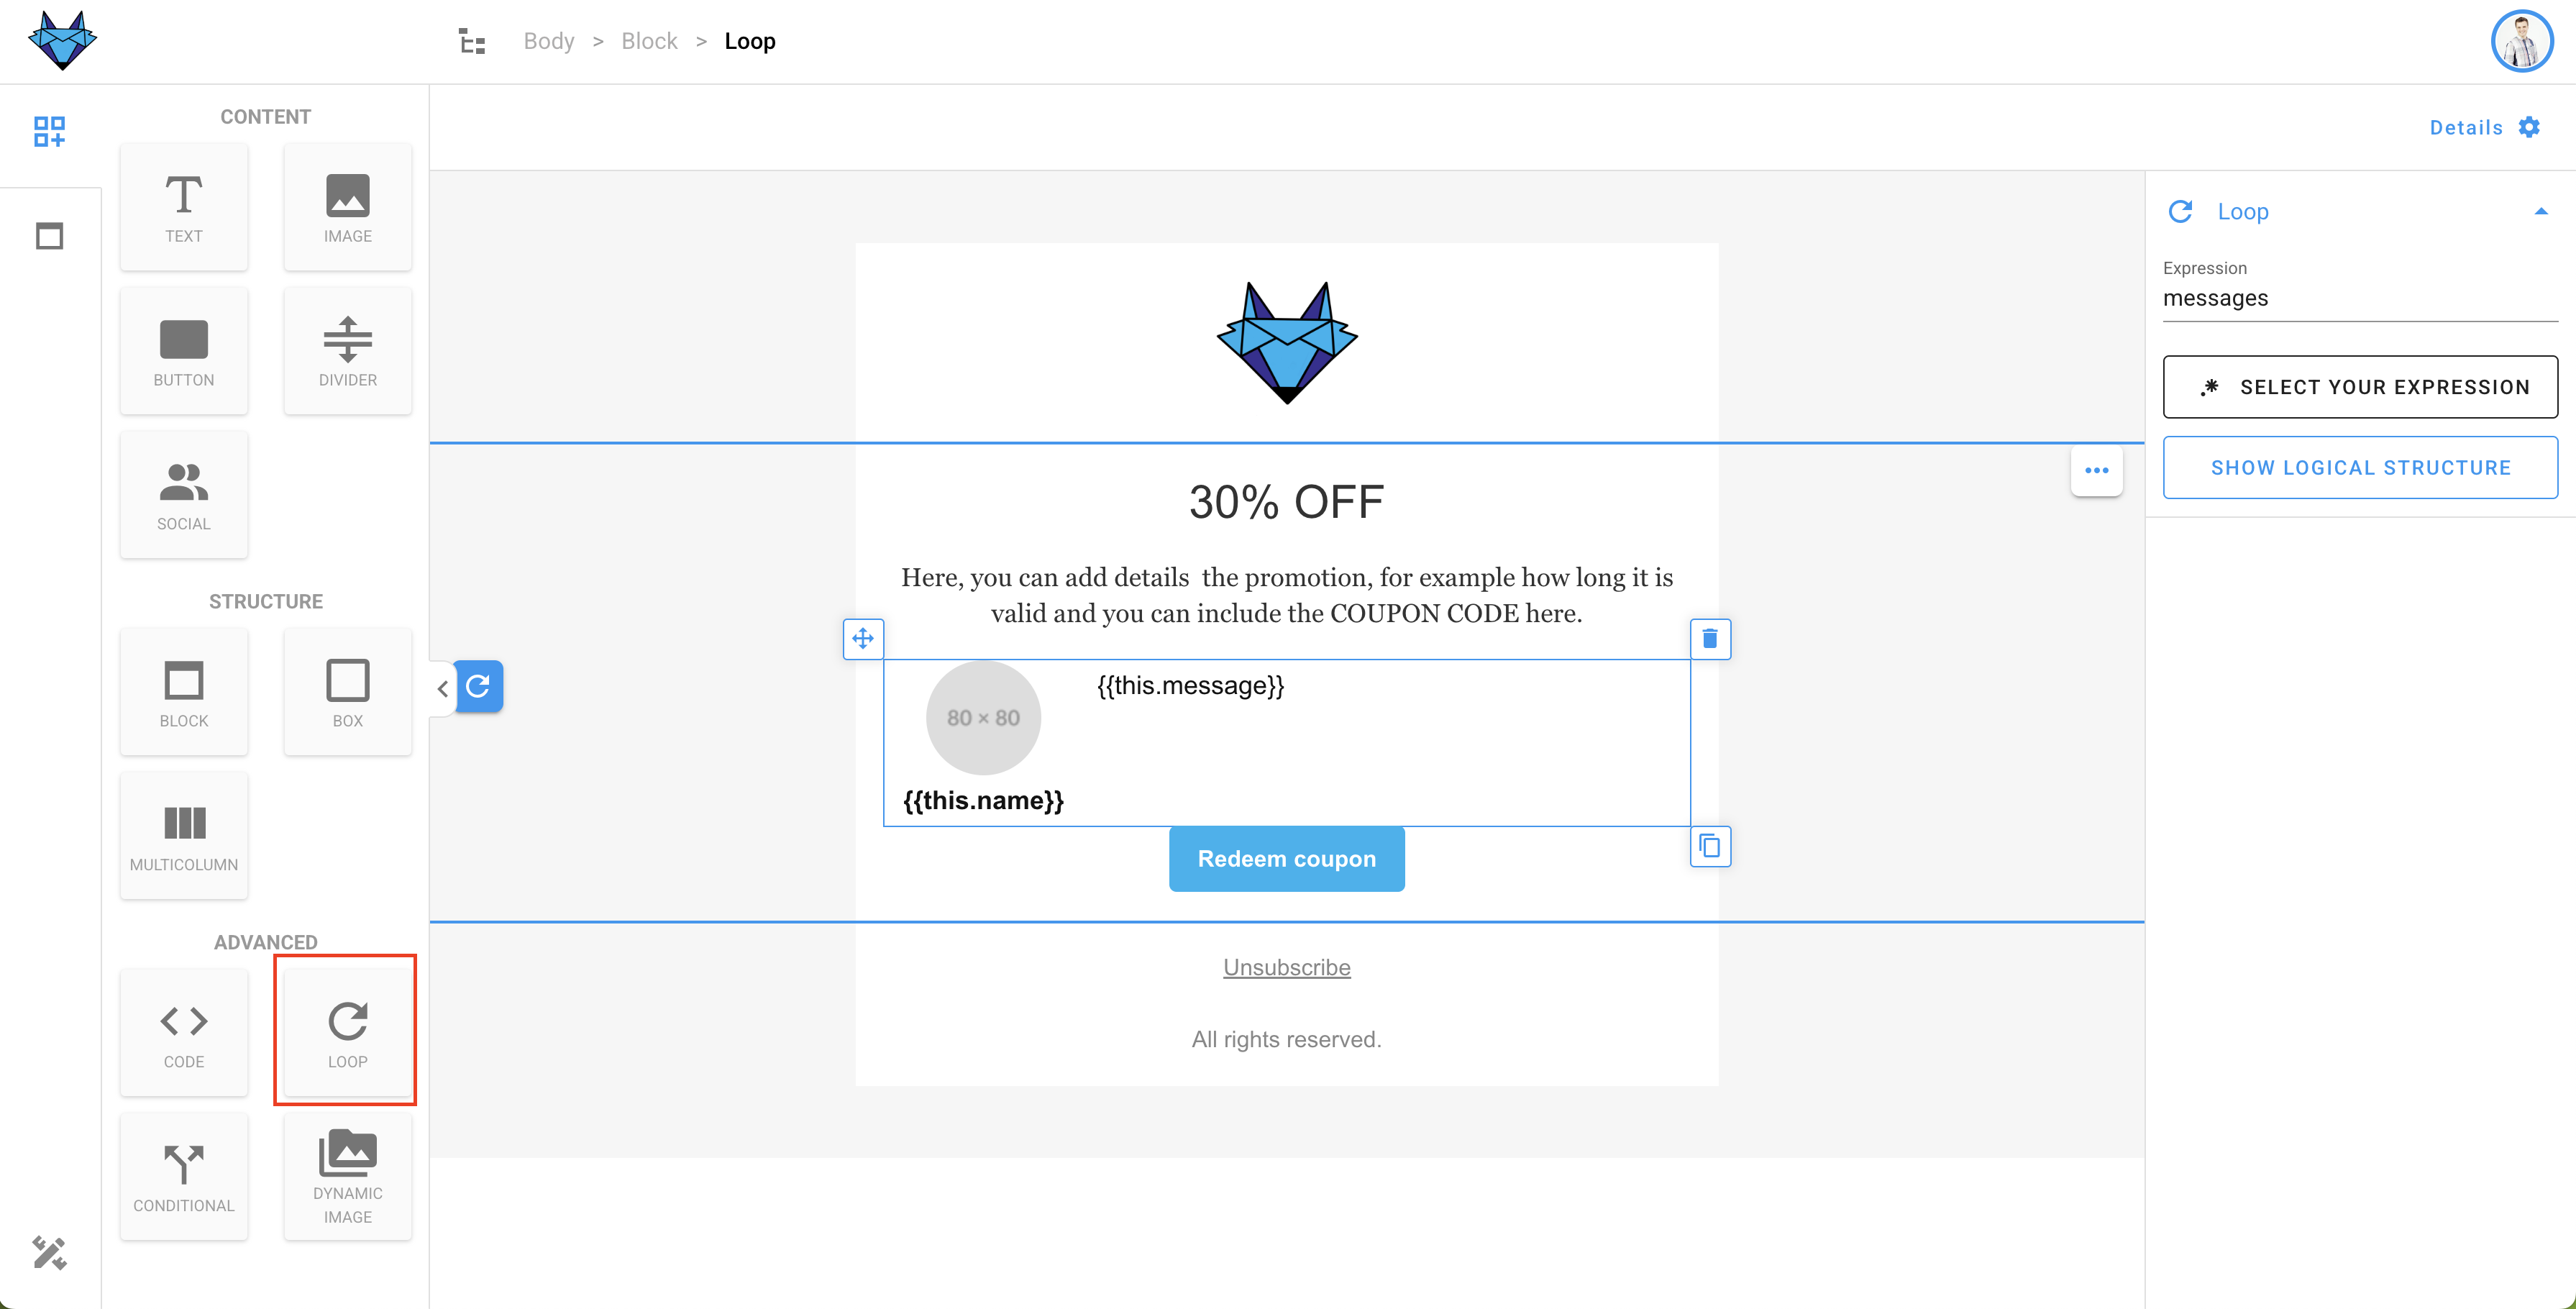 Body > Block > Loop
Details
CONTENT
TEXT
IMAGE
BUTTON
DIVIDER
SOCIAL
STRUCTURE
BLOCK
BOX
MULTICOLUMN
ADVANCED
CODE
LOOP
CONDITIONAL
DYNAMIC
IMAGE
30% OFF
Here, you can add details  the promotion, for example how long it is
valid and you can include the COUPON CODE here.
80 × 80
{{this.message}}
{{this.name}}
Redeem coupon
Unsubscribe
All rights reserved.
Loop
Expression
messages
.* SELECT YOUR EXPRESSION
SHOW LOGICAL STRUCTURE